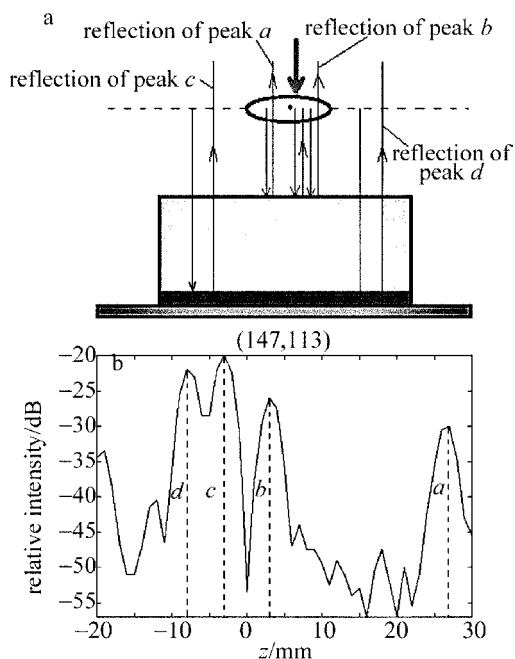 a
reflection of peak a
reflection of peak b
reflection of peak c
reflection of
peak d
(147,113)
b
-20
-25
-30
-35
-40
-45
-50
-55
relative intensity/dB
d
c
b
a
-20
-10
0
10
20
30
z/mm